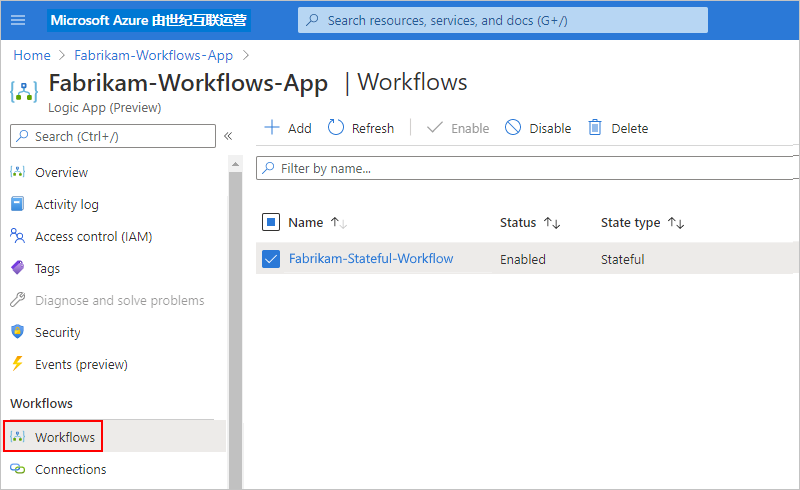 Microsoft Azure 由世纪互联运营
Search resources, services, and docs (G+/)
Home > Fabrikam-Workflows-App >
Fabrikam-Workflows-App | Workflows
Logic App (Preview)
Search (Ctrl+/)
«
Add Refresh Enable Disable Delete
Filter by name...
Name Status State type
Fabrikam-Stateful-Workflow Enabled Stateful
Overview
Activity log
Access control (IAM)
Tags
Diagnose and solve problems
Security
Events (preview)
Workflows
Workflows
Connections